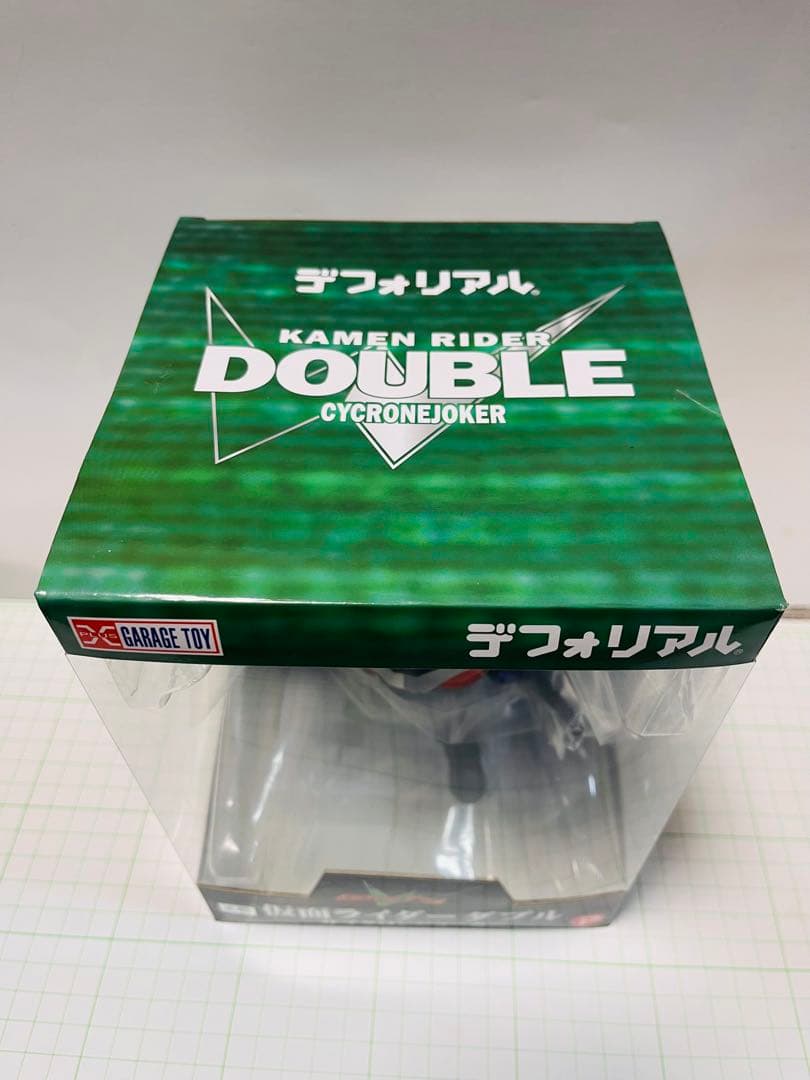 デフォリアル®
KAMEN RIDER
DOUBLE
CYCRONEJOKER
X PLUS GARAGE TOY
デフォリアル®
仮面ライダーダブル